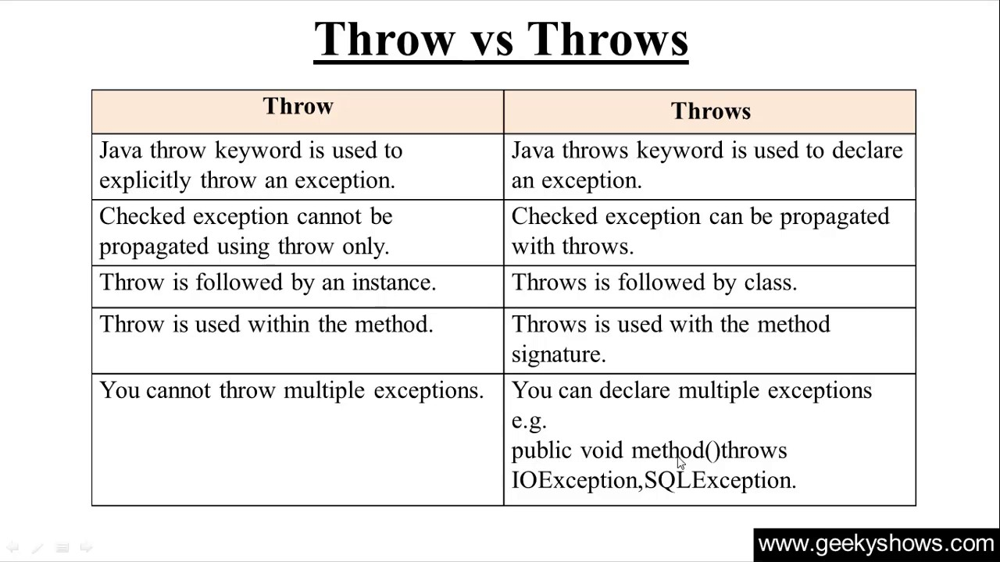 Throw vs Throws
Throw
Throws
Java throw keyword is used to
explicitly throw an exception.
Java throws keyword is used to declare
an exception.
Checked exception cannot be
propagated using throw only.
Checked exception can be propagated
with throws.
Throw is followed by an instance.
Throws is followed by class.
Throw is used within the method.
Throws is used with the method
signature.
You cannot throw multiple exceptions.
You can declare multiple exceptions
e.g.
public void method()throws
IOException,SQLException.
www.geekyshows.com